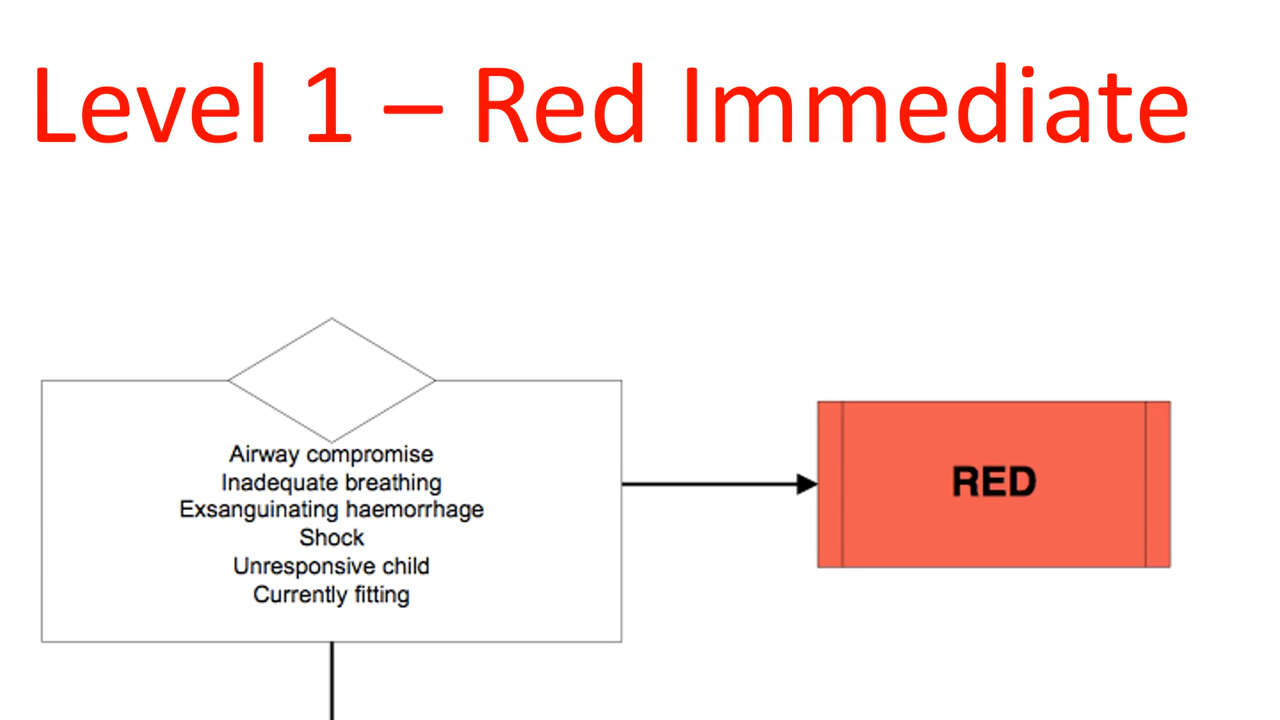 Level 1 – Red Immediate
Airway compromise
Inadequate breathing
Exsanguinating haemorrhage
Shock
Unresponsive child
Currently fitting
RED